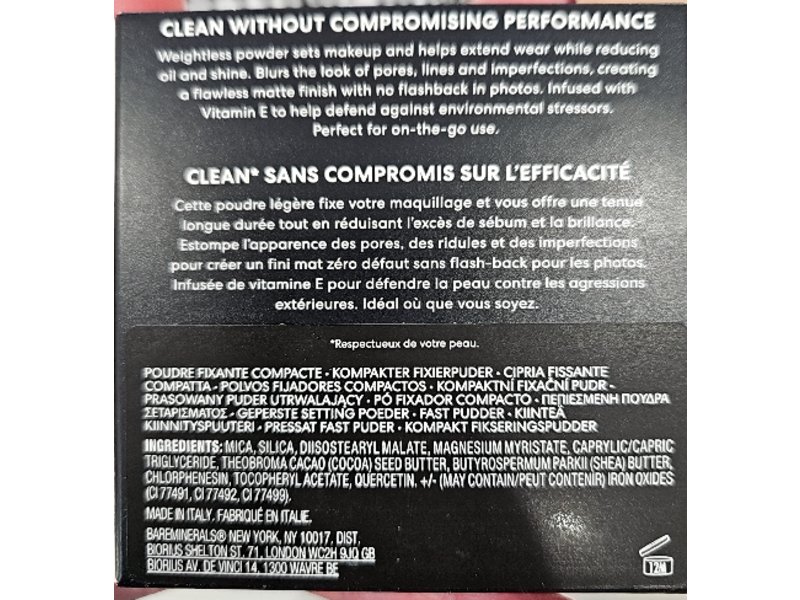 CLEAN WITHOUT COMPROMISING PERFORMANCE
Weightless powder sets makeup and helps extend wear while reducing
oil and shine. Blurs the look of pores, lines and imperfections, creating
a flawless matte finish with no flashback in photos. Infused with
Vitamin E to help defend against environmental stressors.
Perfect for on-the-go use.
CLEAN* SANS COMPROMIS SUR L'EFFICACITÉ
Cette poudre légère fixe votre maquillage et vous offre une tenue
longue durée tout en réduisant l'excès de sébum et la brillance.
Estompe l'apparence des pores, des ridules et des imperfections
pour créer un fini mat zéro défaut sans flash-back pour les photos.
Infusée de vitamine E pour défendre la peau contre les agressions
extérieures. Idéal où que vous soyez.
*Respectueux de votre peau.
POUDRE FIXANTE COMPACTE • KOMPAKTER FIXIERPUDER • CIPRIA FISSANTE
COMPATTA • POLVOS FIJADORES COMPACTOS • KOMPAKTNÍ FIXAČNÍ PUDR •
PRASOWANY PUDER UTRWALAJĄCY • PÓ FIXADOR COMPACTO • ΠΕΠΙΕΣΜΕΝΗ ΠΟΥΔΡΑ
ΣΕΤΑΡΙΣΜΑΤΟΣ • GEPERSTE SETTING POEDER • FAST PUDDER • KIINTEÄ
KIINNITYSPUUTERI • PRESSAT FAST PUDER • KOMPAKT FIKSERINGSPUDDER
INGREDIENTS: MICA, SILICA, DIISOSTEARYL MALATE, MAGNESIUM MYRISTATE, CAPRYLIC/CAPRIC
TRIGLYCERIDE, THEOBROMA CACAO (COCOA) SEED BUTTER, BUTYROSPERMUM PARKII (SHEA) BUTTER,
CHLORPHENESIN, TOCOPHERYL ACETATE, QUERCETIN. +/- (MAY CONTAIN/PEUT CONTENIR) IRON OXIDES
(CI 77491, CI 77492, CI 77499).
MADE IN ITALY. FABRIQUÉ EN ITALIE.
BAREMINERALS® NEW YORK, NY 10017. DIST.
BIORIUS SHELTON ST. 71, LONDON WC2H 9JQ GB
BIORIUS AV. DE VINCI 14, 1300 WAVRE BE
12M